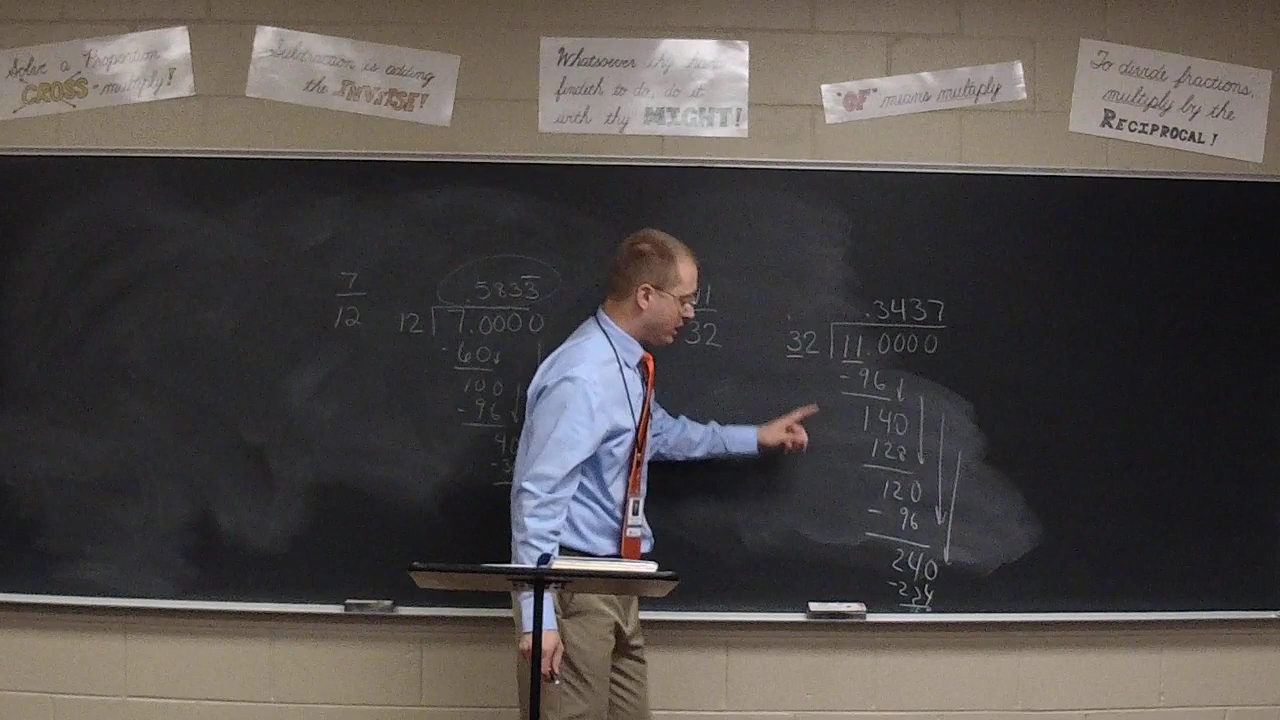 Solve a Proportion
CROSS-multiply!
Subtraction is adding
the INVERSE!
Whatsoever thy hand
findeth to do, do it
with thy MIGHT!
"OF" means multiply
To divide fractions,
multiply by the
RECIPROCAL!
7
12
.5833
12 7.0000
-60
100
-96
40
11
32
.3437
32 11.0000
-96
140
128
120
- 96
240
-224